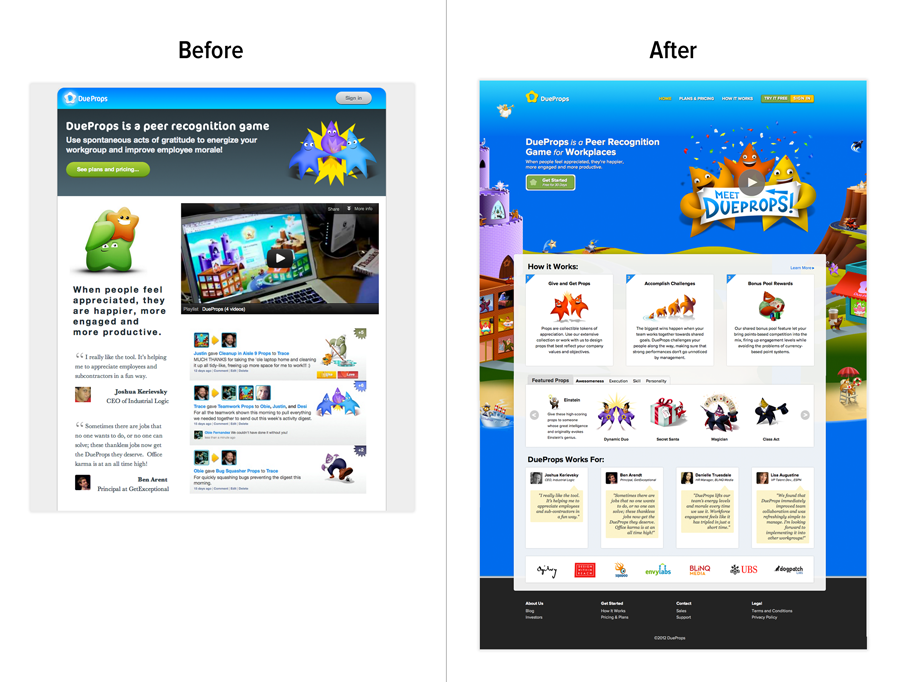 Before
DueProps
Sign in
DueProps is a peer recognition game
Use spontaneous acts of gratitude to energize your
workgroup and improve employee morale!
See plans and pricing...
Share
More info
Playlist DueProps (4 videos)
When people feel
appreciated, they
are happier, more
engaged and
more productive.
“ I really like the tool. It's helping
me to appreciate employees and
subcontractors in a fun way.
Joshua Kerievsky
CEO of Industrial Logic
“ Sometimes there are jobs that
no one wants to do, or no one can
solve; these thankless jobs now get
the DueProps they deserve. Office
karma is at an all time high!
Ben Arent
Principal at GetExceptional
Justin gave Cleanup in Aisle 9 Props to Trace
MUCH THANKS for taking the 'ole laptop home and cleaning
it up all tidy-like, freeing up more space for me to work!!! :)
Trace gave Teamwork Props to Obie, Justin, and Desi
For all the teamwork shown this morning to put everything
we needed together to send out this week's activity digest.
Obie Fernandez We couldn't have done it without you!
Obie gave Bug Squasher Props to Trace
For quickly squashing bugs preventing the digest this
morning.
After
DueProps
HOME
PLANS & PRICING
HOW IT WORKS
TRY IT FREE
SIGN IN
DueProps is a Peer Recognition
Game for Workplaces
When people feel appreciated, they're happier,
more engaged and more productive.
Get Started
MEET
DUEPROPS!
How it Works:
Learn More
Give and Get Props
Props are collectible tokens of
appreciation. Use our extensive
collection or work with us to design
props that best reflect your company
values and objectives.
Accomplish Challenges
The biggest wins happen when your
team works together towards shared
goals. DueProps challenges your
people along the way, making sure that
strong performances don't go unnoticed
by management.
Bonus Pool Rewards
Our shared bonus pool feature let your
bring points-based competition into the
mix, firing up engagement levels while
avoiding the problems of currency-
based point systems.
Featured Props
Awesomeness
Execution
Skill
Personality
Einstein
Give these high-scoring
props to someone
whose great intelligence
and originality evokes
Einstein's genius.
Dynamic Duo
Secret Santa
Magician
Class Act
DueProps Works For:
Joshua Kerievsky
CEO, Industrial Logic
"I really like the tool.
It's helping me to
appreciate employees
and sub-contractors in
a fun way."
Ben Arent
Principal, GetExceptional
"Sometimes there are
jobs that no one wants
to do, or no one can
solve; these thankless
jobs now get the
DueProps they deserve.
Office karma is at an
all time high!"
Danielle Truesdale
HR Manager, BLiNQ Media
"DueProps lifts our
team's energy levels
and morale every time
we use it. Workforce
engagement feels like it
has tripled in just a
short time."
Lisa Augustine
"We found that
DueProps immediately
improved team
collaboration and use
refreshingly simple to
manage. I'm looking
forward to
implementing it into
other workgroups!"
Ogilvy
envylabs
BLiNQ
MEDIA
UBS
dogpatch
About Us
Blog
Investors
Get Started
How it Works
Pricing & Plans
Contact
Sales
Support
Legal
Terms and Conditions
Privacy Policy
©2012 DueProps